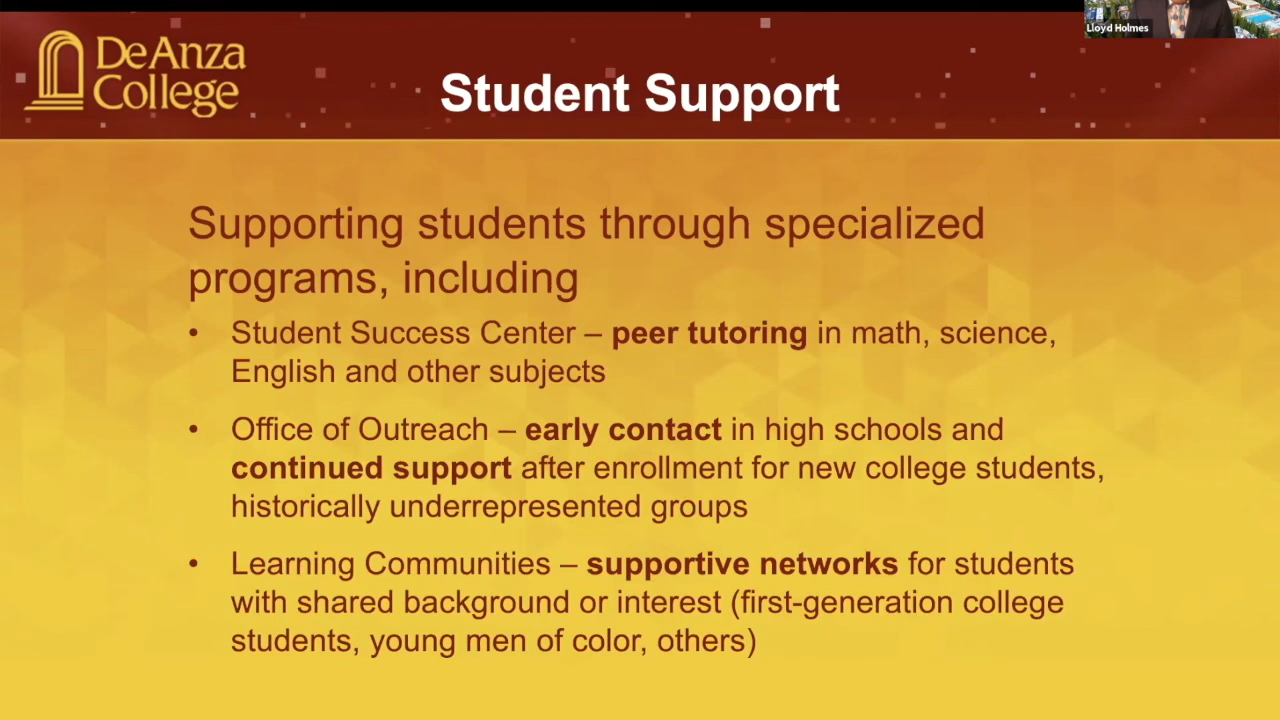 Lloyd Holmes
DeAnza
College
Student Support
Supporting students through specialized
programs, including
• Student Success Center – peer tutoring in math, science,
English and other subjects
• Office of Outreach – early contact in high schools and
continued support after enrollment for new college students,
historically underrepresented groups
• Learning Communities – supportive networks for students
with shared background or interest (first-generation college
students, young men of color, others)